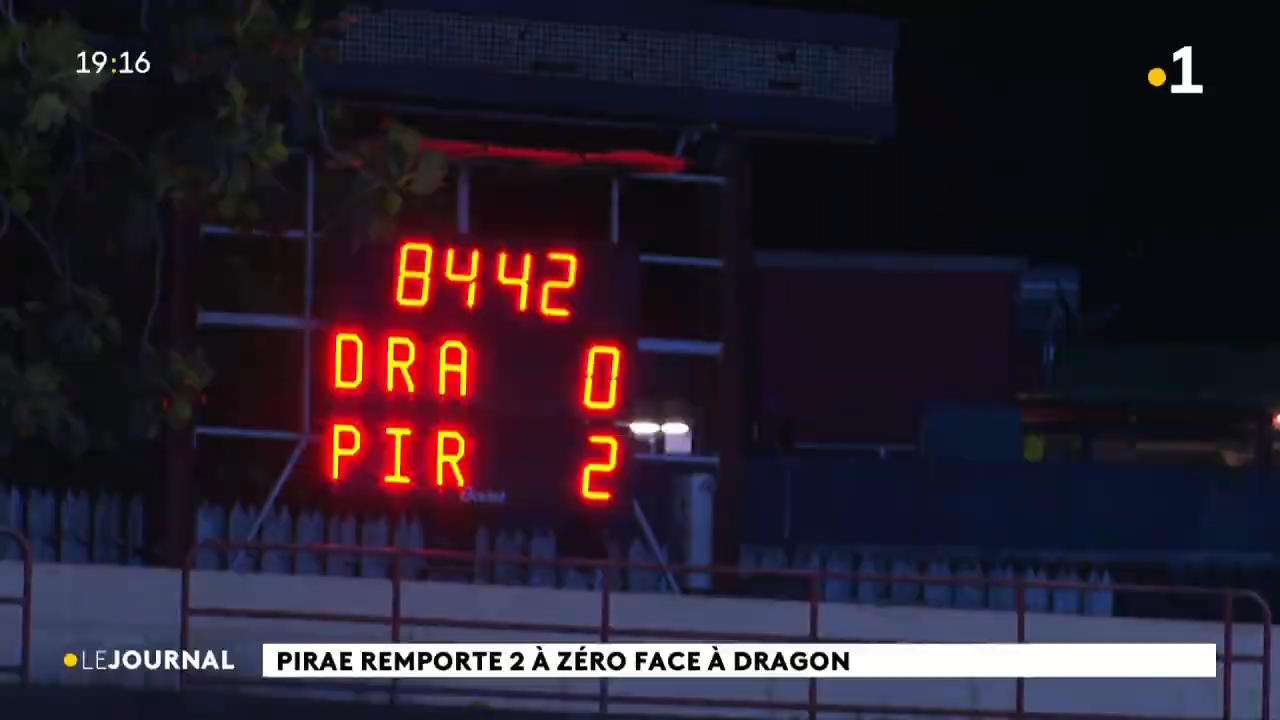 19:16
1
8442
DRA 0
PIR 2
LEJOURNAL
PIRAE REMPORTE 2 À ZÉRO FACE À DRAGON